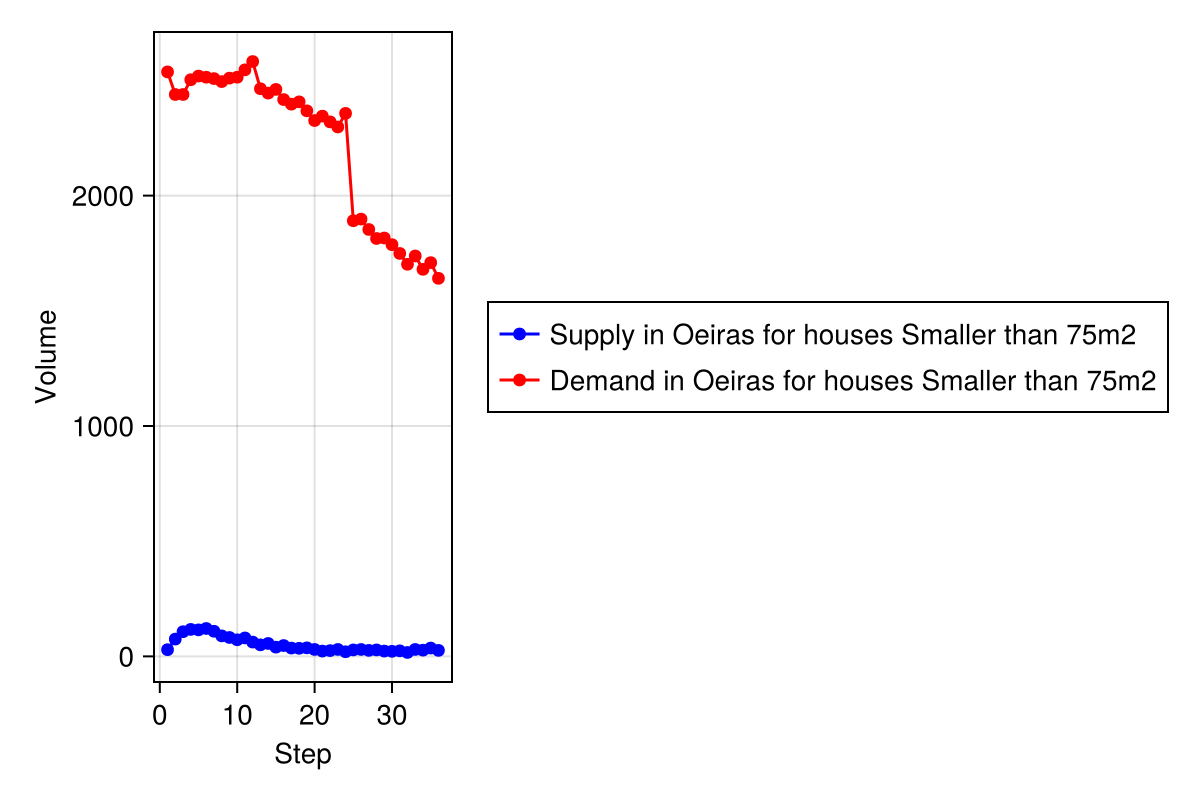 Volume
2000
1000
0
0 10 20 30
Step
Supply in Oeiras for houses Smaller than 75m2
Demand in Oeiras for houses Smaller than 75m2